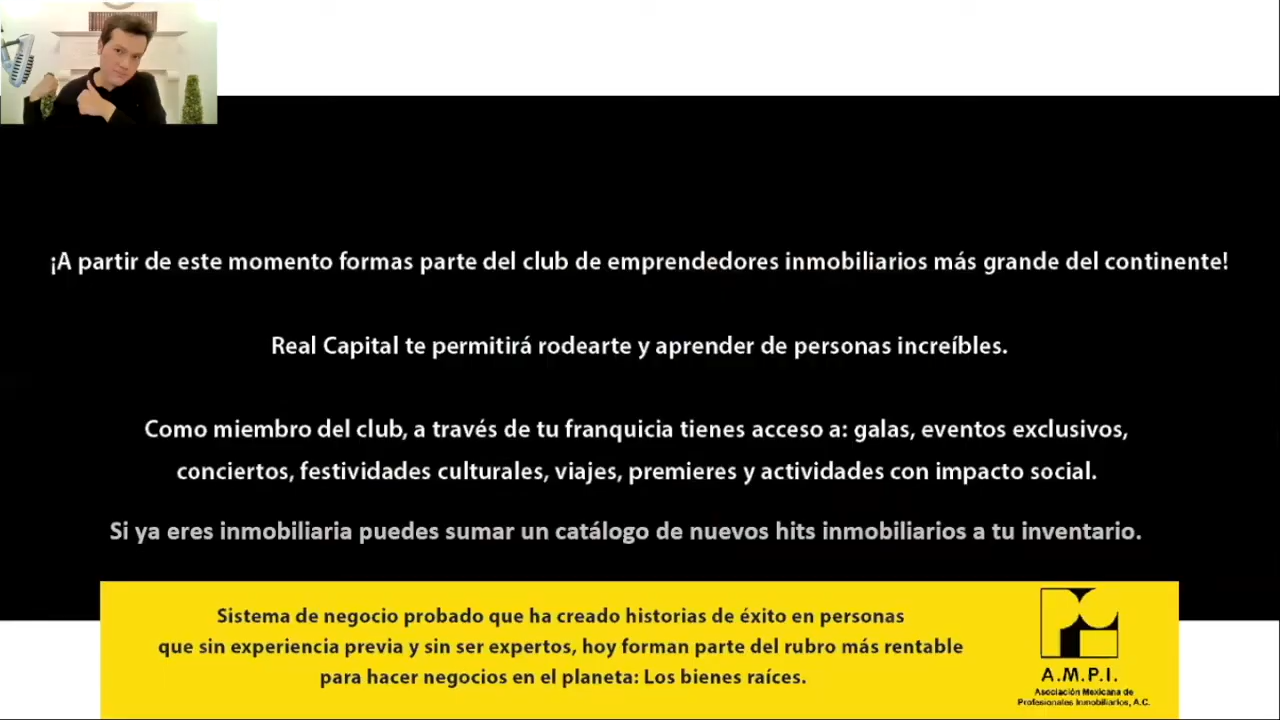 ¡A partir de este momento formas parte del club de emprendedores inmobiliarios más grande del continente!
Real Capital te permitirá rodearte y aprender de personas increíbles.
Como miembro del club, a través de tu franquicia tienes acceso a: galas, eventos exclusivos,
conciertos, festividades culturales, viajes, premieres y actividades con impacto social.
Si ya eres inmobiliaria puedes sumar un catálogo de nuevos hits inmobiliarios a tu inventario.
Sistema de negocio probado que ha creado historias de éxito en personas
que sin experiencia previa y sin ser expertos, hoy forman parte del rubro más rentable
para hacer negocios en el planeta: Los bienes raíces.
A.M.P.I.
Asociación Mexicana de
Profesionales Inmobiliarios, A.C.